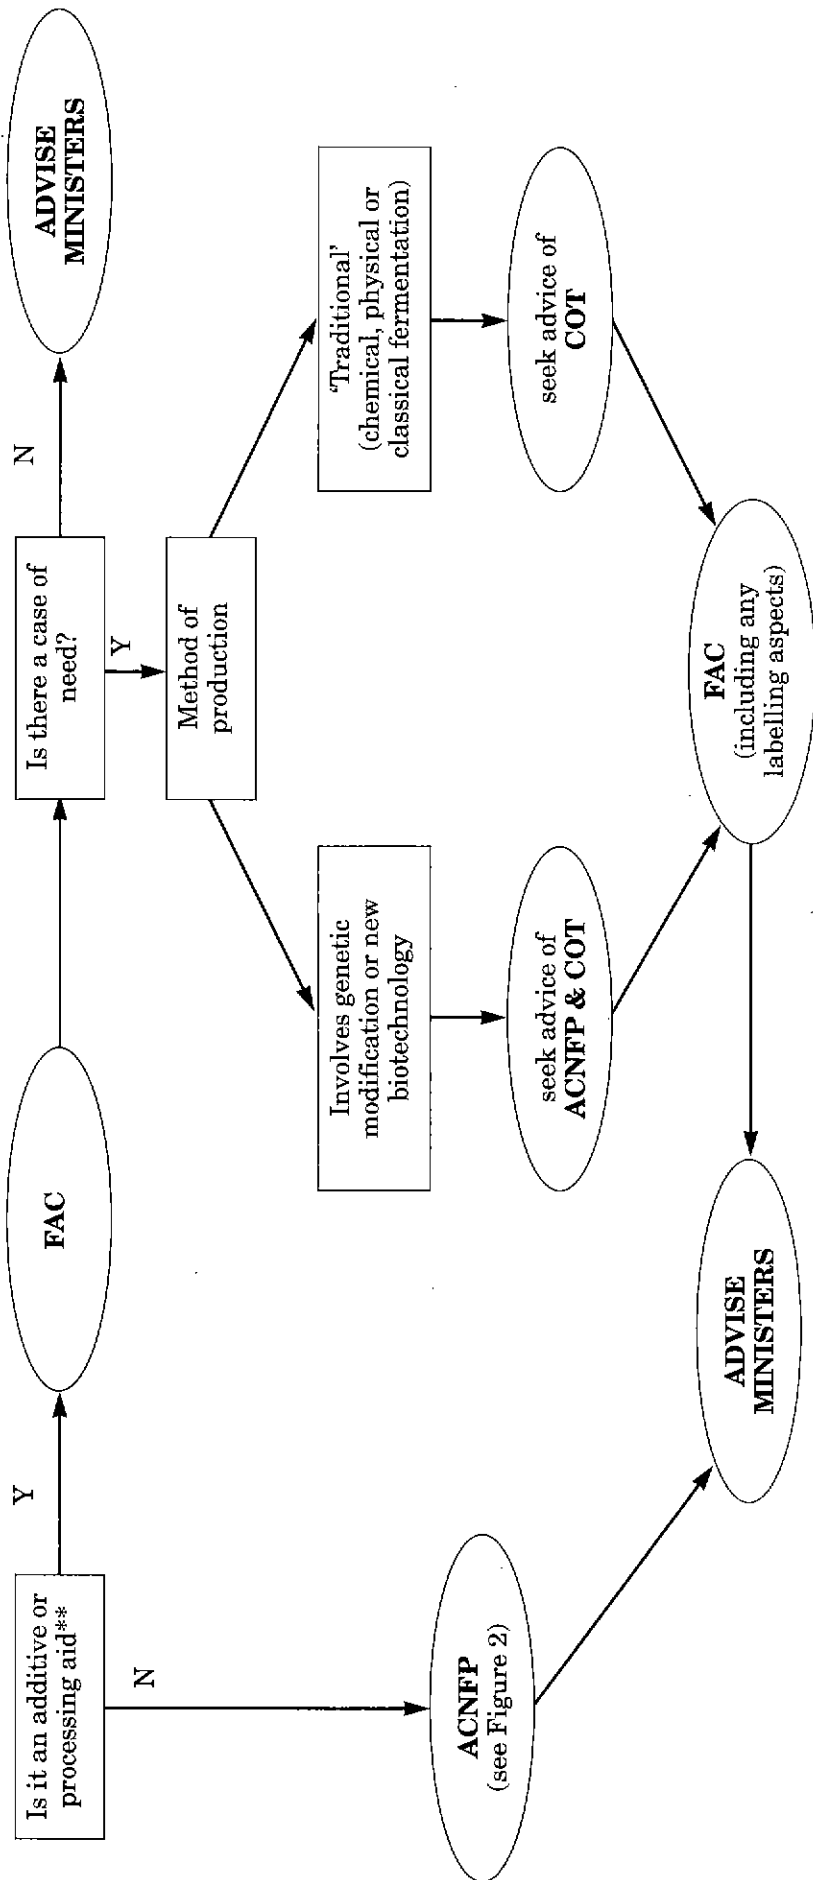 Is it an additive or
processing aid**
Y
N
FAC
Is there a case of
need?
N
Y
ADVISE
MINISTERS
Method of
production
Involves genetic
modification or new
biotechnology
'Traditional'
(chemical, physical or
classical fermentation)
ACNFP
(see Figure 2)
seek advice of
ACNFP & COT
seek advice of
COT
FAC
(including any
labelling aspects)
ADVISE
MINISTERS